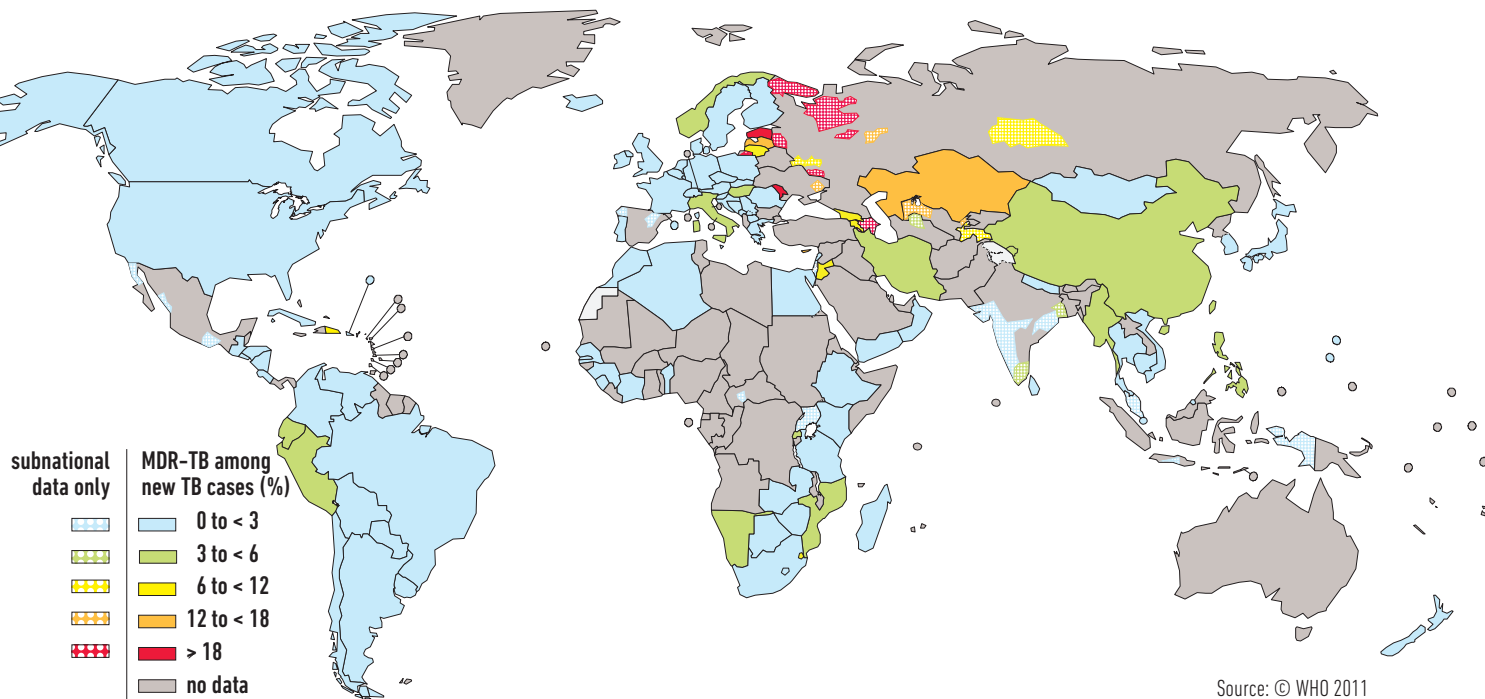 subnational
data only
MDR-TB among
new TB cases (%)
0 to < 3
3 to < 6
6 to < 12
12 to < 18
> 18
no data
Source: © WHO 2011